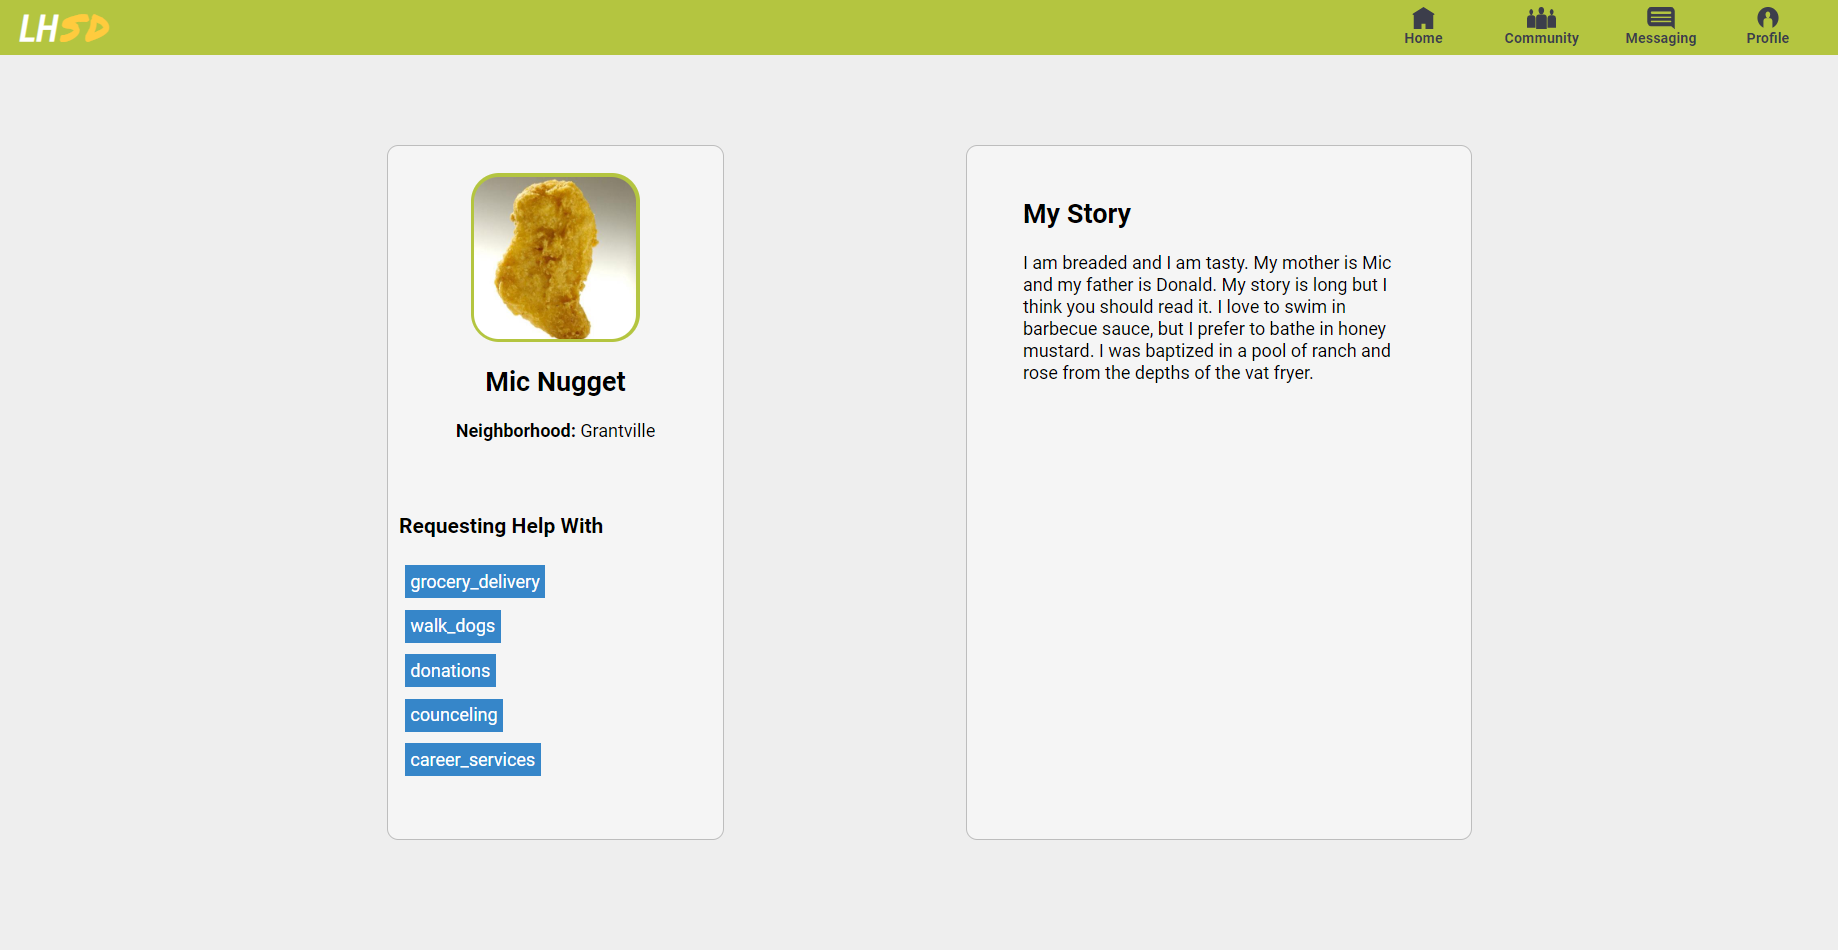 LHSD
Home
Community
Messaging
Profile
Mic Nugget
Neighborhood: Grantville
Requesting Help With
grocery_delivery
walk_dogs
donations
counceling
career_services
My Story
I am breaded and I am tasty. My mother is Mic
and my father is Donald. My story is long but I
think you should read it. I love to swim in
barbecue sauce, but I prefer to bathe in honey
mustard. I was baptized in a pool of ranch and
rose from the depths of the vat fryer.